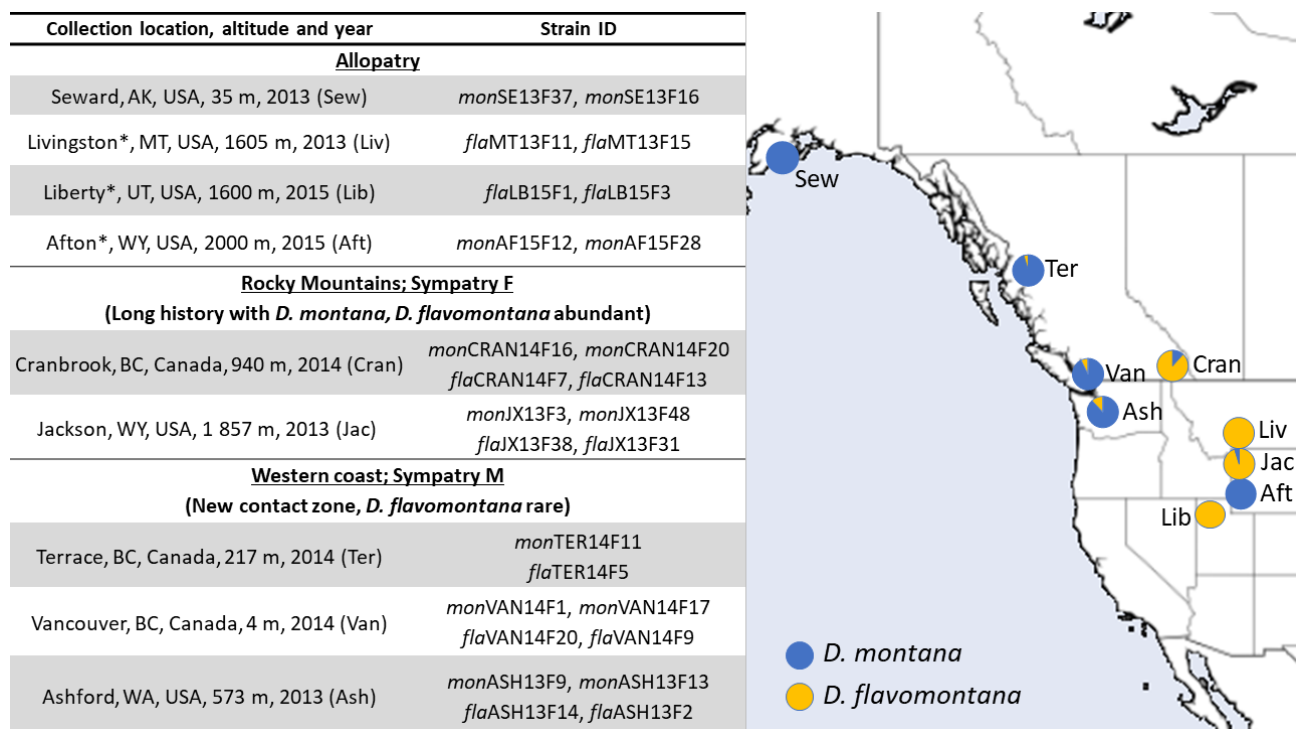 Collection location, altitude and year Strain ID
Allopatry
Seward, AK, USA, 35 m, 2013 (Sew) monSE13F37, monSE13F16
Livingston*, MT, USA, 1605 m, 2013 (Liv) flaMT13F11, flaMT13F15
Liberty*, UT, USA, 1600 m, 2015 (Lib) flaLB15F1, flaLB15F3
Afton*, WY, USA, 2000 m, 2015 (Aft) monAF15F12, monAF15F28
Rocky Mountains; Sympatry F
(Long history with D. montana, D. flavomontana abundant)
Cranbrook, BC, Canada, 940 m, 2014 (Cran) monCRAN14F16, monCRAN14F20
flaCRAN14F7, flaCRAN14F13
Jackson, WY, USA, 1 857 m, 2013 (Jac) monJX13F3, monJX13F48
flaJX13F38, flaJX13F31
Western coast; Sympatry M
(New contact zone, D. flavomontana rare)
Terrace, BC, Canada, 217 m, 2014 (Ter) monTER14F11
flaTER14F5
Vancouver, BC, Canada, 4 m, 2014 (Van) monVAN14F1, monVAN14F17
flaVAN14F20, flaVAN14F9
Ashford, WA, USA, 573 m, 2013 (Ash) monASH13F9, monASH13F13
flaASH13F14, flaASH13F2
Sew
Ter
Van
Cran
Ash
Liv
Jac
Aft
Lib
D. montana
D. flavomontana